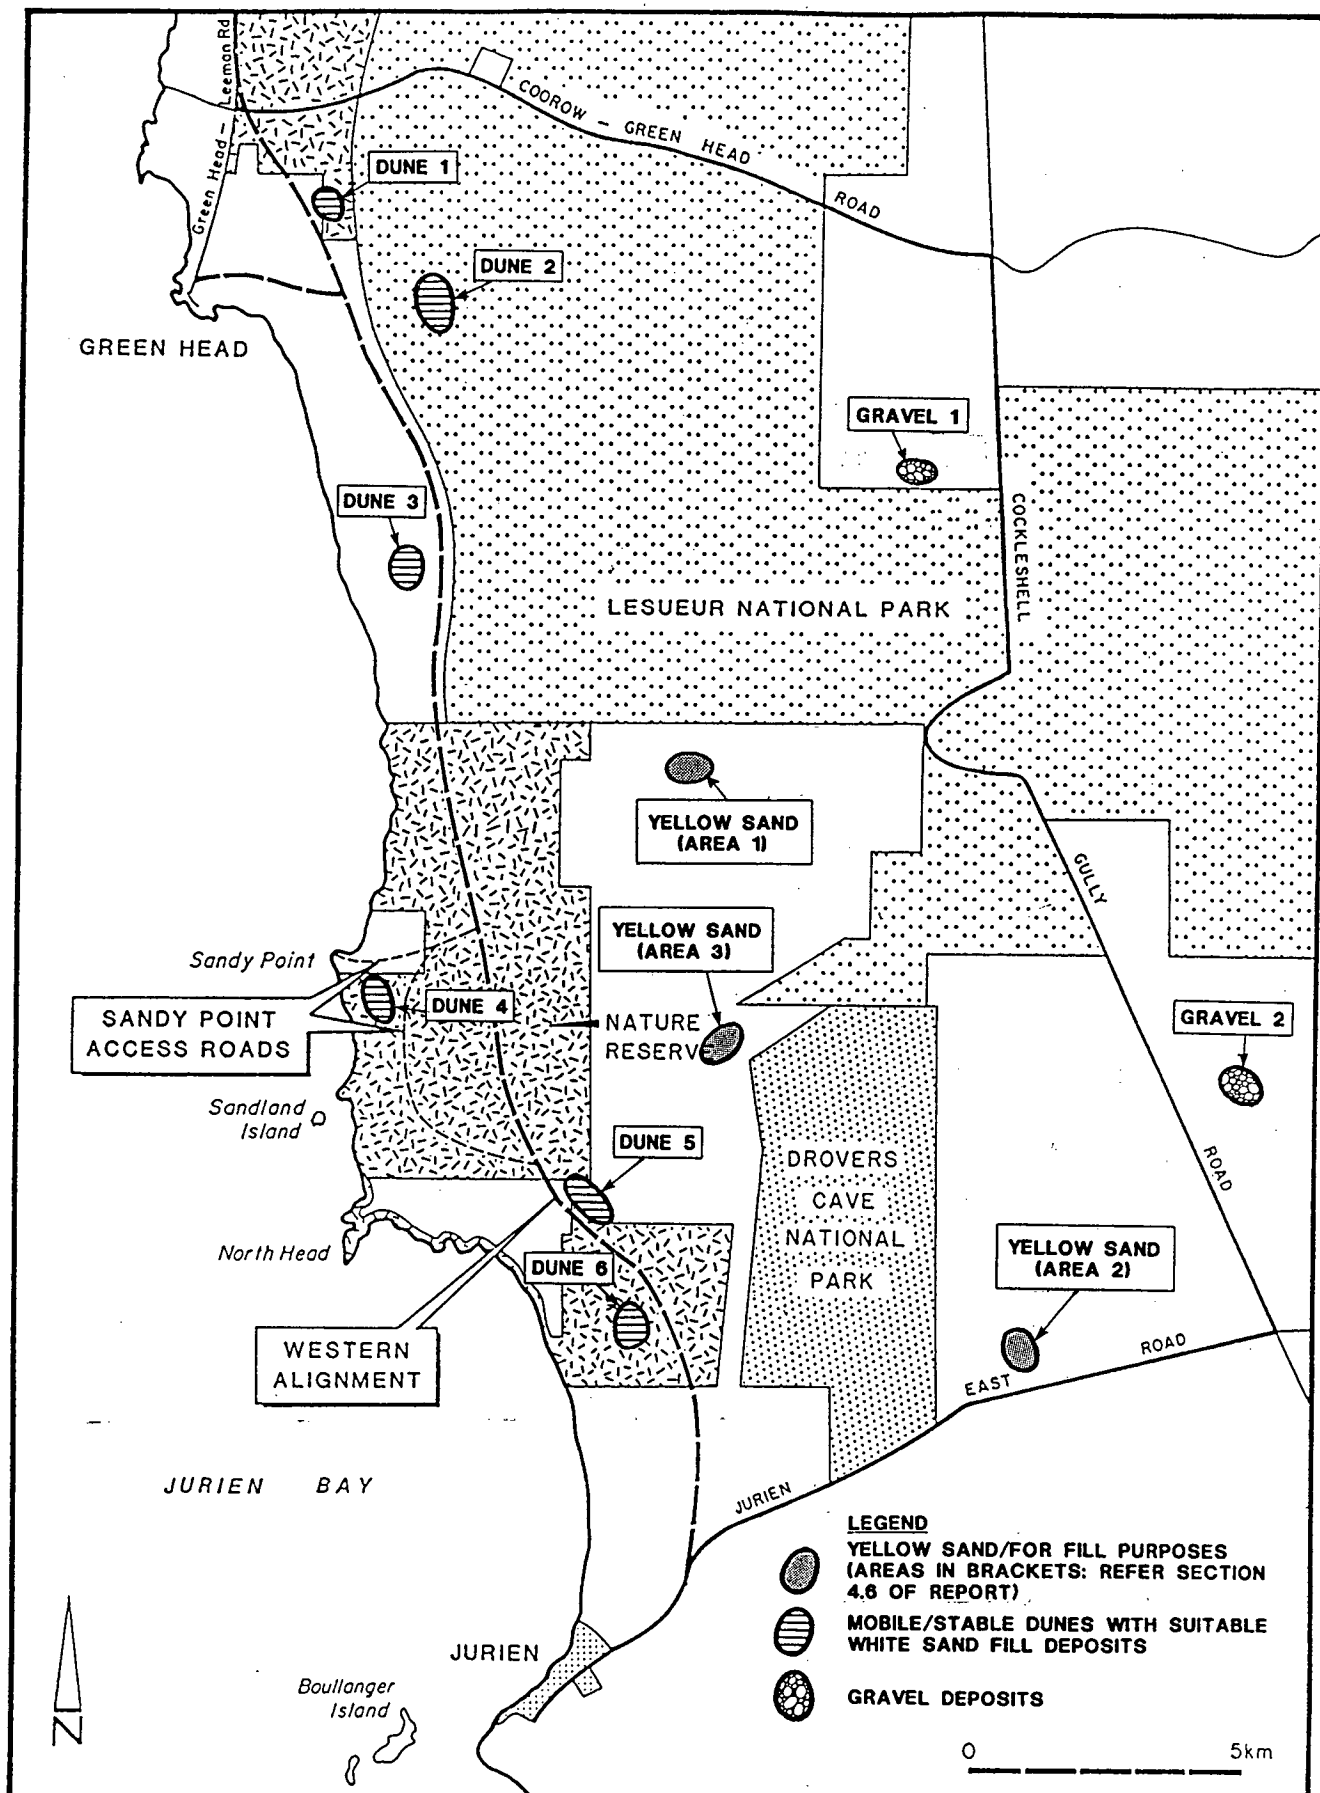 Green Head – Leeman Rd
COOROW – GREEN HEAD ROAD
DUNE 1
DUNE 2
GREEN HEAD
GRAVEL 1
DUNE 3
COCKLESHELL GULLY ROAD
LESUEUR NATIONAL PARK
YELLOW SAND
(AREA 1)
YELLOW SAND
(AREA 3)
Sandy Point
DUNE 4
SANDY POINT
ACCESS ROADS
NATURE
RESERVE
GRAVEL 2
Sandland
Island
DUNE 5
DROVERS
CAVE
NATIONAL
PARK
North Head
DUNE 6
YELLOW SAND
(AREA 2)
WESTERN
ALIGNMENT
JURIEN EAST ROAD
JURIEN BAY
LEGEND
YELLOW SAND/FOR FILL PURPOSES
(AREAS IN BRACKETS: REFER SECTION
4.6 OF REPORT)
MOBILE/STABLE DUNES WITH SUITABLE
WHITE SAND FILL DEPOSITS
GRAVEL DEPOSITS
JURIEN
Boullanger
Island
N
0 5km